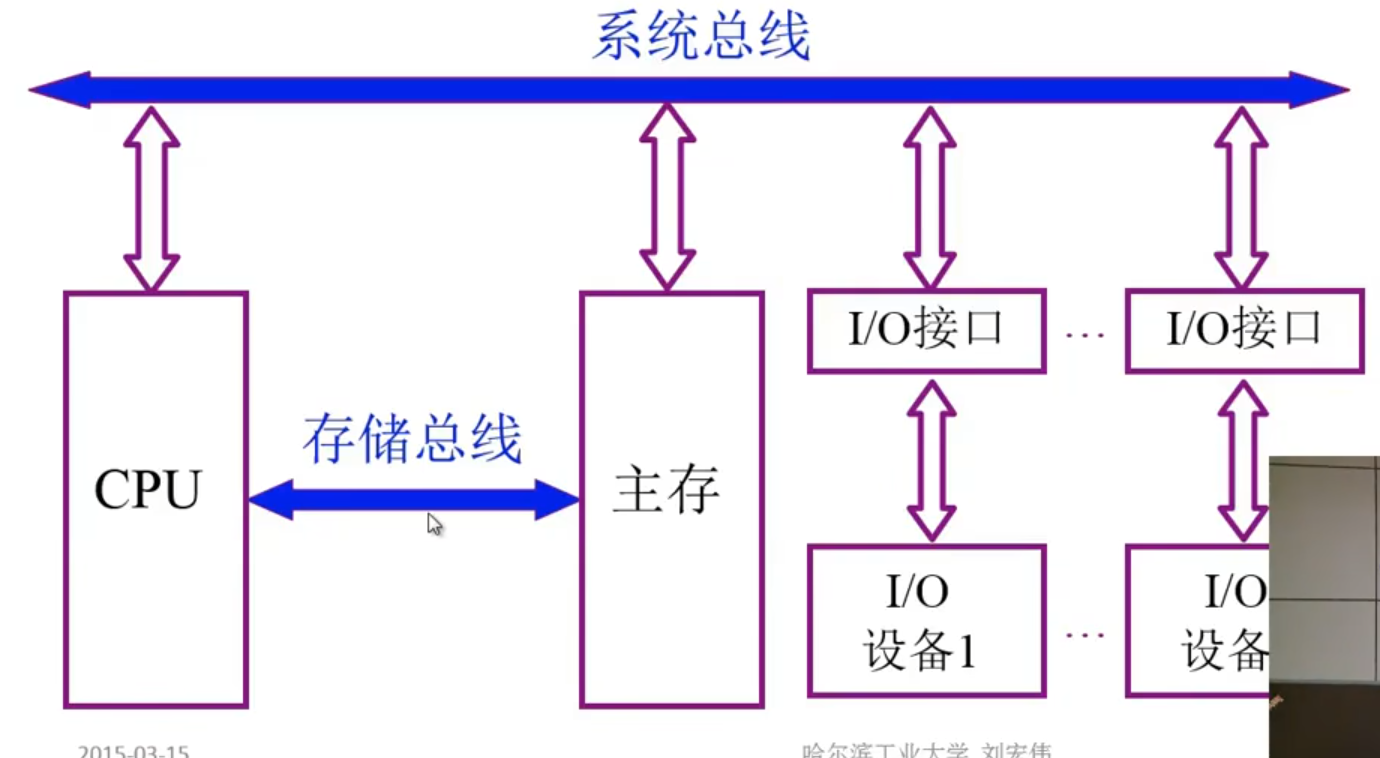 系统总线
I/O接口
...
I/O接口
存储总线
CPU
主存
I/O
设备1
...
I/O
设备
2015-03-15
哈尔滨工业大学 刘宏伟